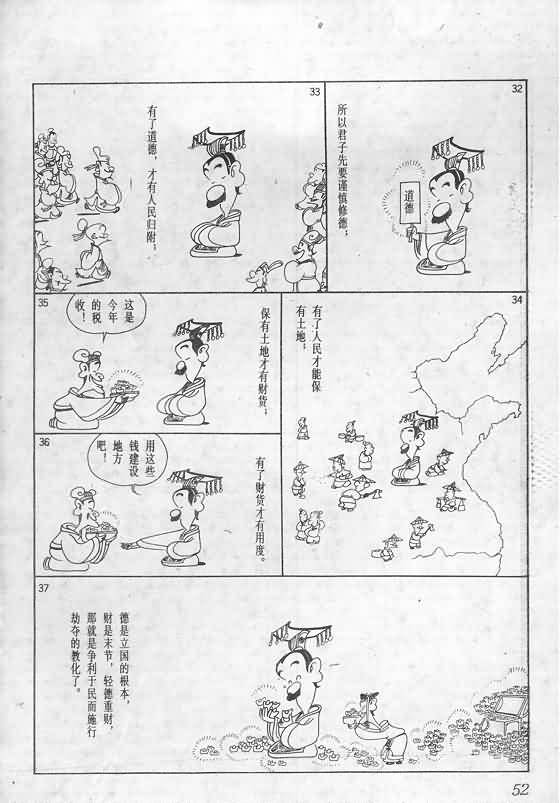 32
所以君子先要谨慎修德；
道德
33
有了道德，才有人民归附；
34
有了人民才能保
有土地；
35
保有土地才有财货；
这是
今年
的税
收！
36
有了财货才有用度。
用这些
钱建设
地方
吧！
37
德是立国的根本，
财是末节，轻德重财，
那就是争利于民而施行
劫夺的教化了。
52